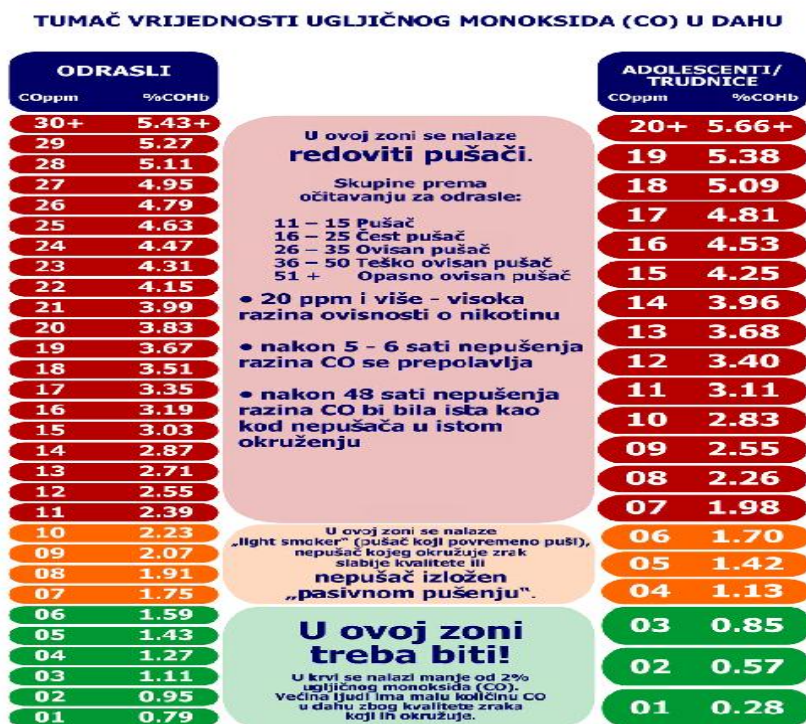 TUMAČ VRIJEDNOSTI UGLJIČNOG MONOKSIDA (CO) U DAHU
ODRASLI
COppm %COHb
30+ 5.43+
29 5.27
28 5.11
27 4.95
26 4.79
25 4.63
24 4.47
23 4.31
22 4.15
21 3.99
20 3.83
19 3.67
18 3.51
17 3.35
16 3.19
15 3.03
14 2.87
13 2.71
12 2.55
11 2.39
10 2.23
09 2.07
08 1.91
07 1.75
06 1.59
05 1.43
04 1.27
03 1.11
02 0.95
01 0.79
U ovoj zoni se nalaze
redoviti pušači.
Skupine prema
očitavanju za odrasle:
11 – 15 Pušač
16 – 25 Čest pušač
26 – 35 Ovisan pušač
36 – 50 Teško ovisan pušač
51 + Opasno ovisan pušač
• 20 ppm i više - visoka
razina ovisnosti o nikotinu
• nakon 5 - 6 sati nepušenja
razina CO se prepolavlja
• nakon 48 sati nepušenja
razina CO bi bila ista kao
kod nepušača u istom
okruženju
U ovoj zoni se nalaze
„light smoker“ (pušač koji povremeno puši),
nepušač kojeg okružuje zrak
slabije kvalitete ili
nepušač izložen
„pasivnom pušenju“.
U ovoj zoni
treba biti!
U krvi se nalazi manje od 2%
ugljičnog monoksida (CO).
Većina ljudi ima malu količinu CO
u dahu zbog kvalitete zraka
koji ih okružuje.
ADOLESCENTI/
TRUDNICE
COppm %COHb
20+ 5.66+
19 5.38
18 5.09
17 4.81
16 4.53
15 4.25
14 3.96
13 3.68
12 3.40
11 3.11
10 2.83
09 2.55
08 2.26
07 1.98
06 1.70
05 1.42
04 1.13
03 0.85
02 0.57
01 0.28